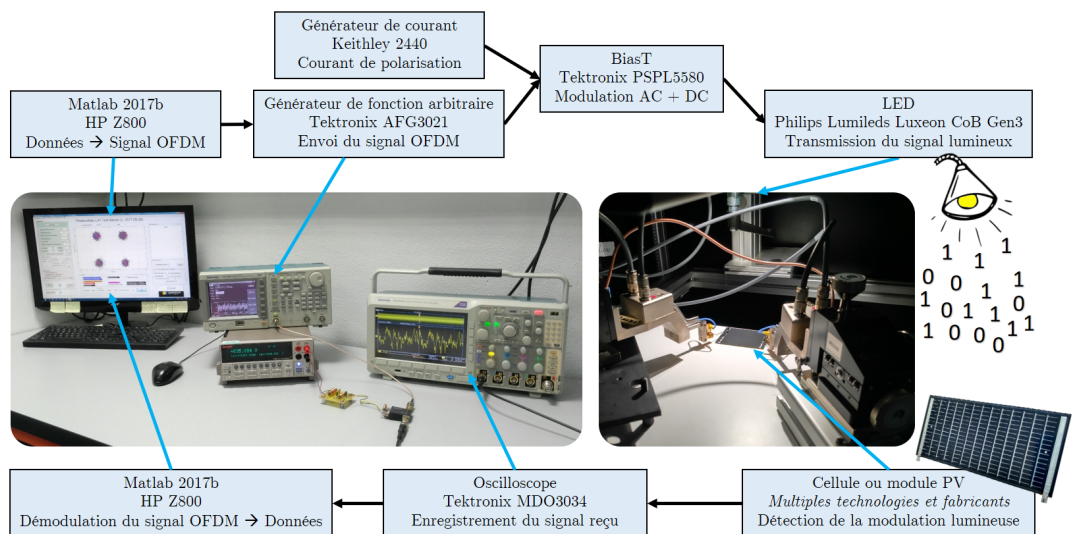 Générateur de courant
Keithley 2440
Courant de polarisation
BiasT
Tektronix PSPL5580
Modulation AC + DC
Matlab 2017b
HP Z800
Données → Signal OFDM
Générateur de fonction arbitraire
Tektronix AFG3021
Envoi du signal OFDM
LED
Philips Lumileds Luxeon CoB Gen3
Transmission du signal lumineux
1 1 1
0 0 1
1 0 1 1 0
1 0 0 0 1 1
Matlab 2017b
HP Z800
Démodulation du signal OFDM → Données
Oscilloscope
Tektronix MDO3034
Enregistrement du signal reçu
Cellule ou module PV
Multiples technologies et fabricants
Détection de la modulation lumineuse